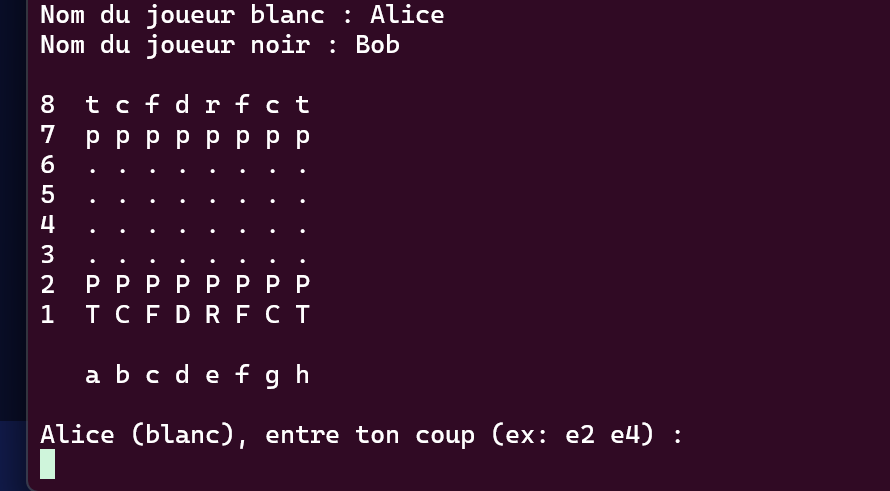 Nom du joueur blanc : Alice
Nom du joueur noir : Bob
8  t c f d r f c t
7  p p p p p p p p
6  . . . . . . . .
5  . . . . . . . .
4  . . . . . . . .
3  . . . . . . . .
2  P P P P P P P P
1  T C F D R F C T
a b c d e f g h
Alice (blanc), entre ton coup (ex: e2 e4) :